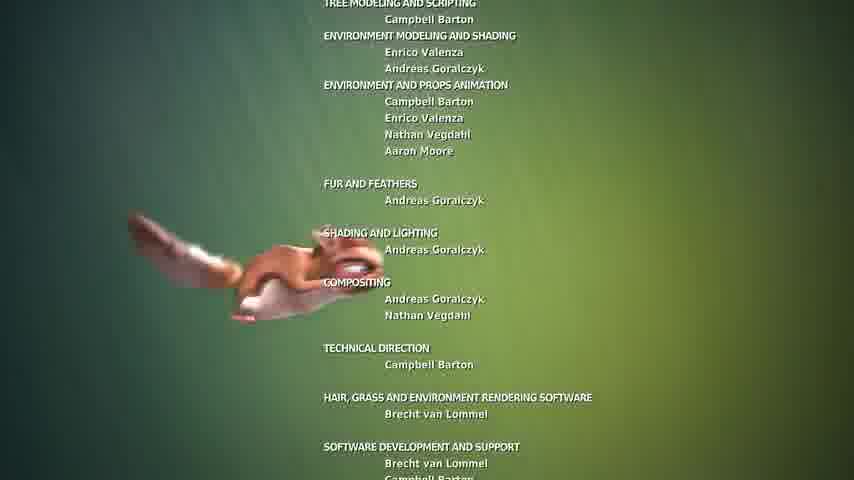 TREE MODELING AND SCRIPTING
Campbell Barton
ENVIRONMENT MODELING AND SHADING
Enrico Valenza
Andreas Goralczyk
ENVIRONMENT AND PROPS ANIMATION
Campbell Barton
Enrico Valenza
Nathan Vegdahl
Aaron Moore
FUR AND FEATHERS
Andreas Goralczyk
SHADING AND LIGHTING
Andreas Goralczyk
COMPOSITING
Andreas Goralczyk
Nathan Vegdahl
TECHNICAL DIRECTION
Campbell Barton
HAIR, GRASS AND ENVIRONMENT RENDERING SOFTWARE
Brecht van Lommel
SOFTWARE DEVELOPMENT AND SUPPORT
Brecht van Lommel
Campbell Barton